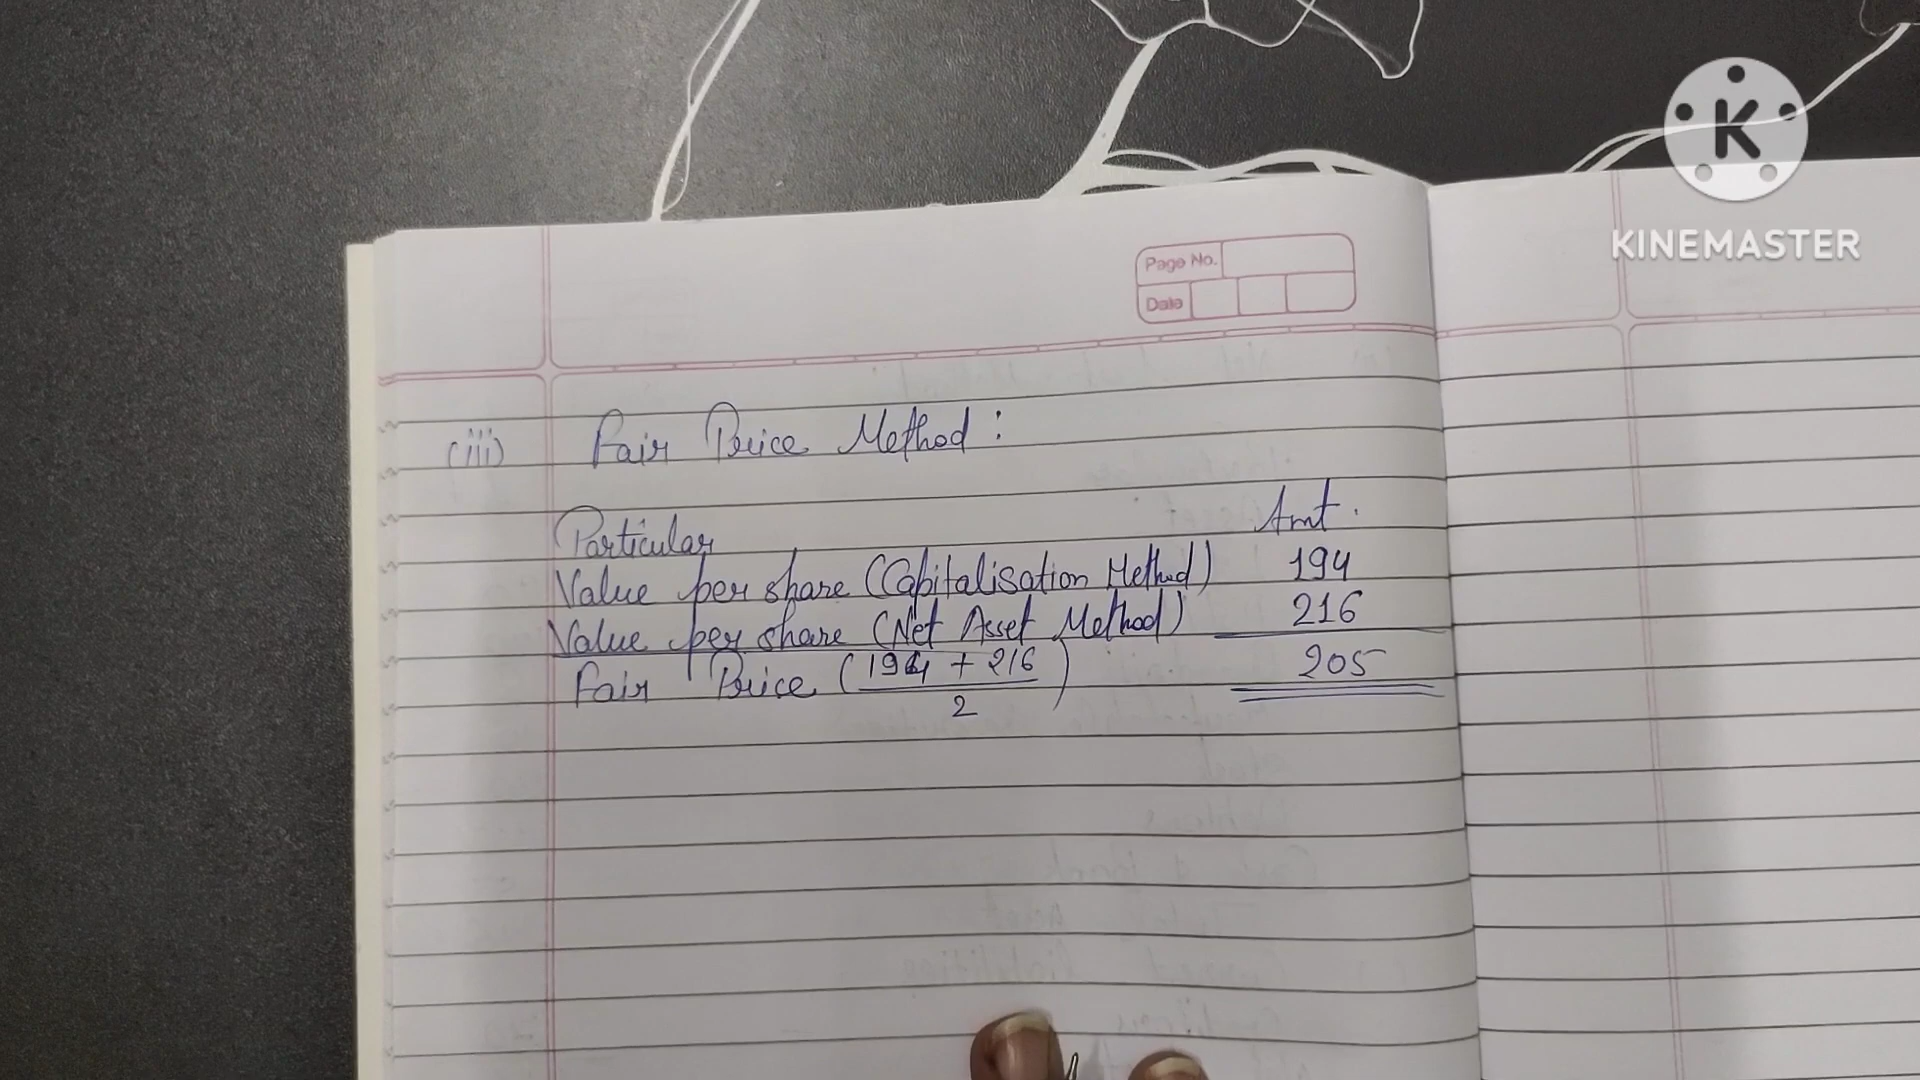 KINEMASTER
Page No.
Date
(iii) Fair Price Method :
Particular Amt.
Value per share (Capitalisation Method) 194
Value per share (Net Asset Method) 216
Fair Price (194 + 216 / 2) 205